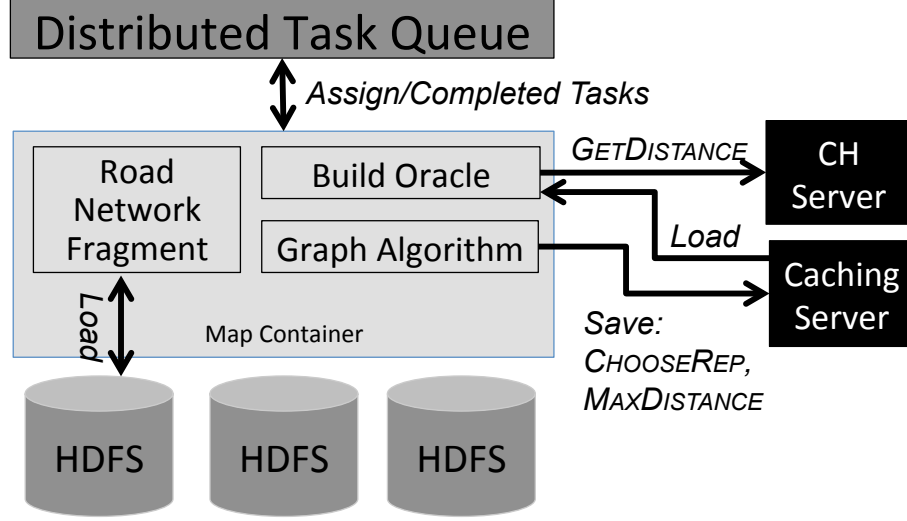 Distributed Task Queue
Assign/Completed Tasks
Road
Network
Fragment
Build Oracle
Graph Algorithm
Map Container
Load
GETDISTANCE
CH
Server
Load
Caching
Server
Save:
CHOOSEREP,
MAXDISTANCE
HDFS
HDFS
HDFS